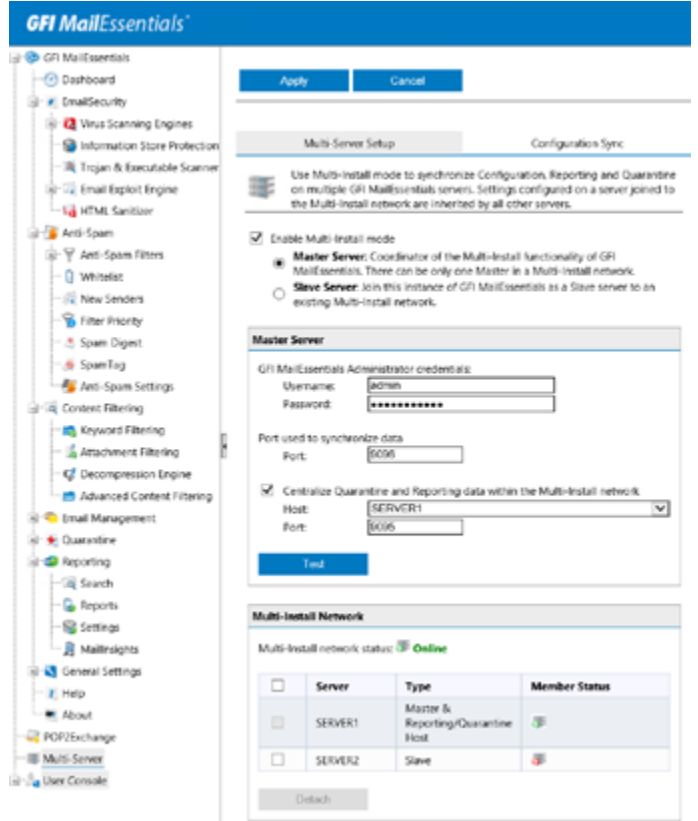 GFI MailEssentials
GFI MailEssentials
Dashboard
EmailSecurity
Virus Scanning Engines
Information Store Protection
Trojan & Executable Scanner
Email Exploit Engine
HTML Sanitizer
Anti-Spam
Anti-Spam Filters
Whitelist
New Senders
Filter Priority
Spam Digest
SpamTag
Anti-Spam Settings
Content Filtering
Keyword Filtering
Attachment Filtering
Decompression Engine
Advanced Content Filtering
Email Management
Quarantine
Reporting
Search
Reports
Settings
MailInsights
General Settings
Help
About
POP2Exchange
Multi-Server
User Console
Apply Cancel
Multi-Server Setup Configuration Sync
Use Multi-Install mode to synchronize Configuration, Reporting and Quarantine
on multiple GFI MailEssentials servers. Settings configured on a server joined to
the Multi-Install network are inherited by all other servers.
Enable Multi-Install mode
Master Server: Coordinator of the Multi-Install functionality of GFI
MailEssentials. There can be only one Master in a Multi-Install network.
Slave Server: Join this instance of GFI MailEssentials as a Slave server to an
existing Multi-Install network.
Master Server
GFI MailEssentials Administrator credentials:
Username: admin
Password: •••••••••••
Port used to synchronize data
Port: 9096
Centralize Quarantine and Reporting data within the Multi-Install network
Host: SERVER1
Port: 9095
Test
Multi-Install Network
Multi-Install network status: Online
Server Type Member Status
SERVER1 Master &
Reporting/Quarantine
Host
SERVER2 Slave
Detach